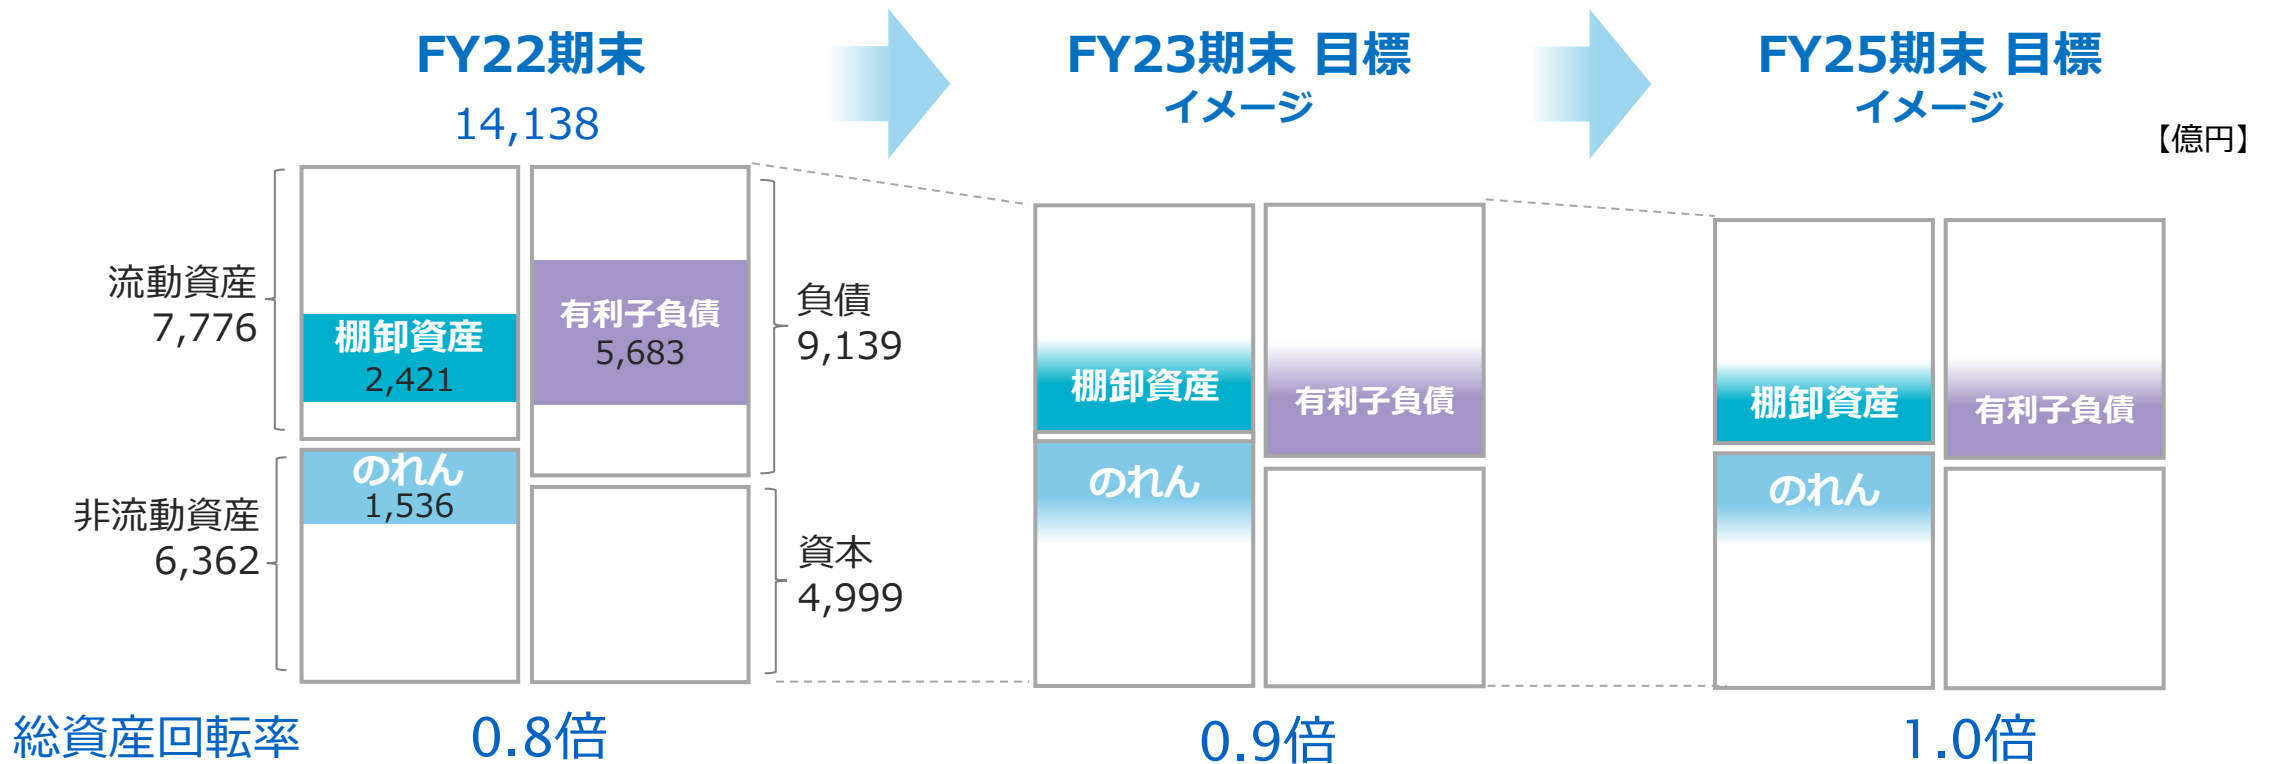 FY22期末
14,138
FY23期末 目標
イメージ
FY25期末 目標
イメージ
【億円】
流動資産
7,776
棚卸資産
2,421
有利子負債
5,683
負債
9,139
のれん
1,536
非流動資産
6,362
資本
4,999
棚卸資産
有利子負債
のれん
棚卸資産
有利子負債
のれん
総資産回転率
0.8倍
0.9倍
1.0倍